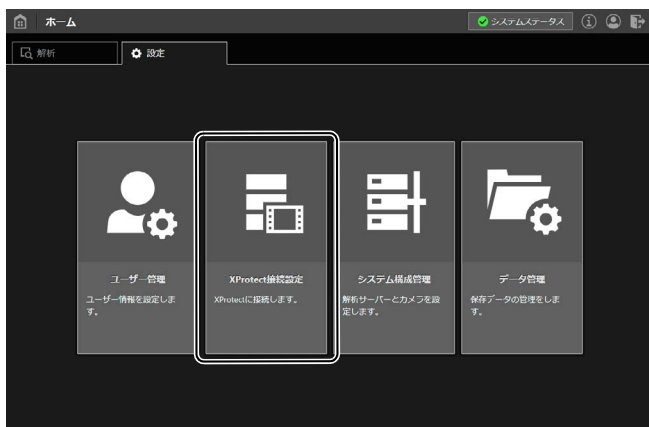 ホーム
システムステータス
解析
設定
ユーザー管理
ユーザー情報を設定しま
す。
XProtect接続設定
XProtectに接続します。
システム構成管理
解析サーバーとカメラを設
定します。
データ管理
保存データの管理をしま
す。